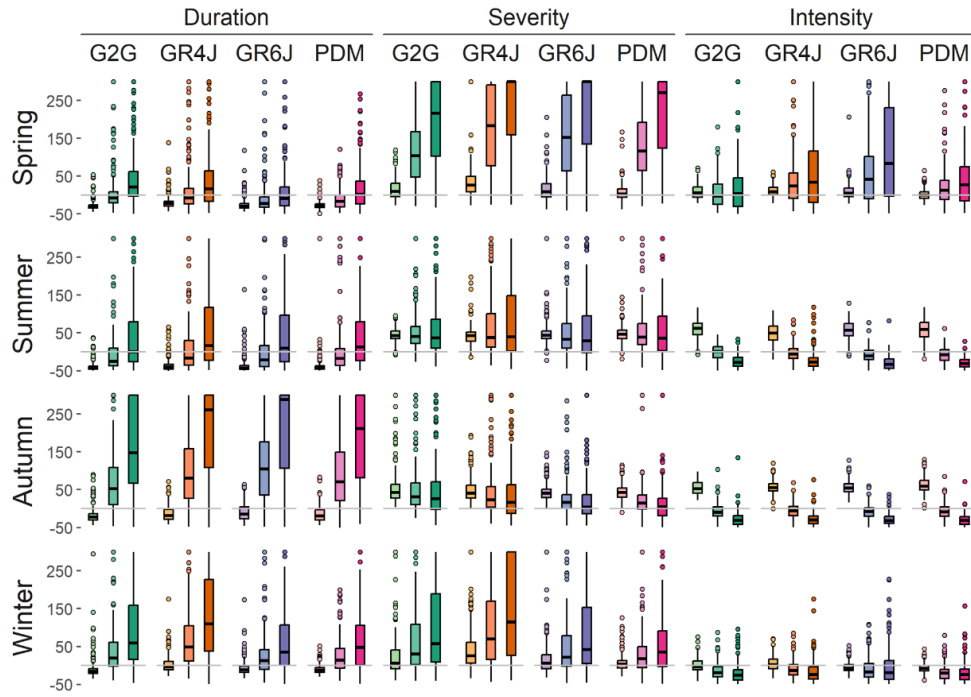 Duration Severity Intensity
G2G GR4J GR6J PDM G2G GR4J GR6J PDM G2G GR4J GR6J PDM
Spring
250
150
50
-50
Summer
250
150
50
-50
Autumn
250
150
50
-50
Winter
250
150
50
-50